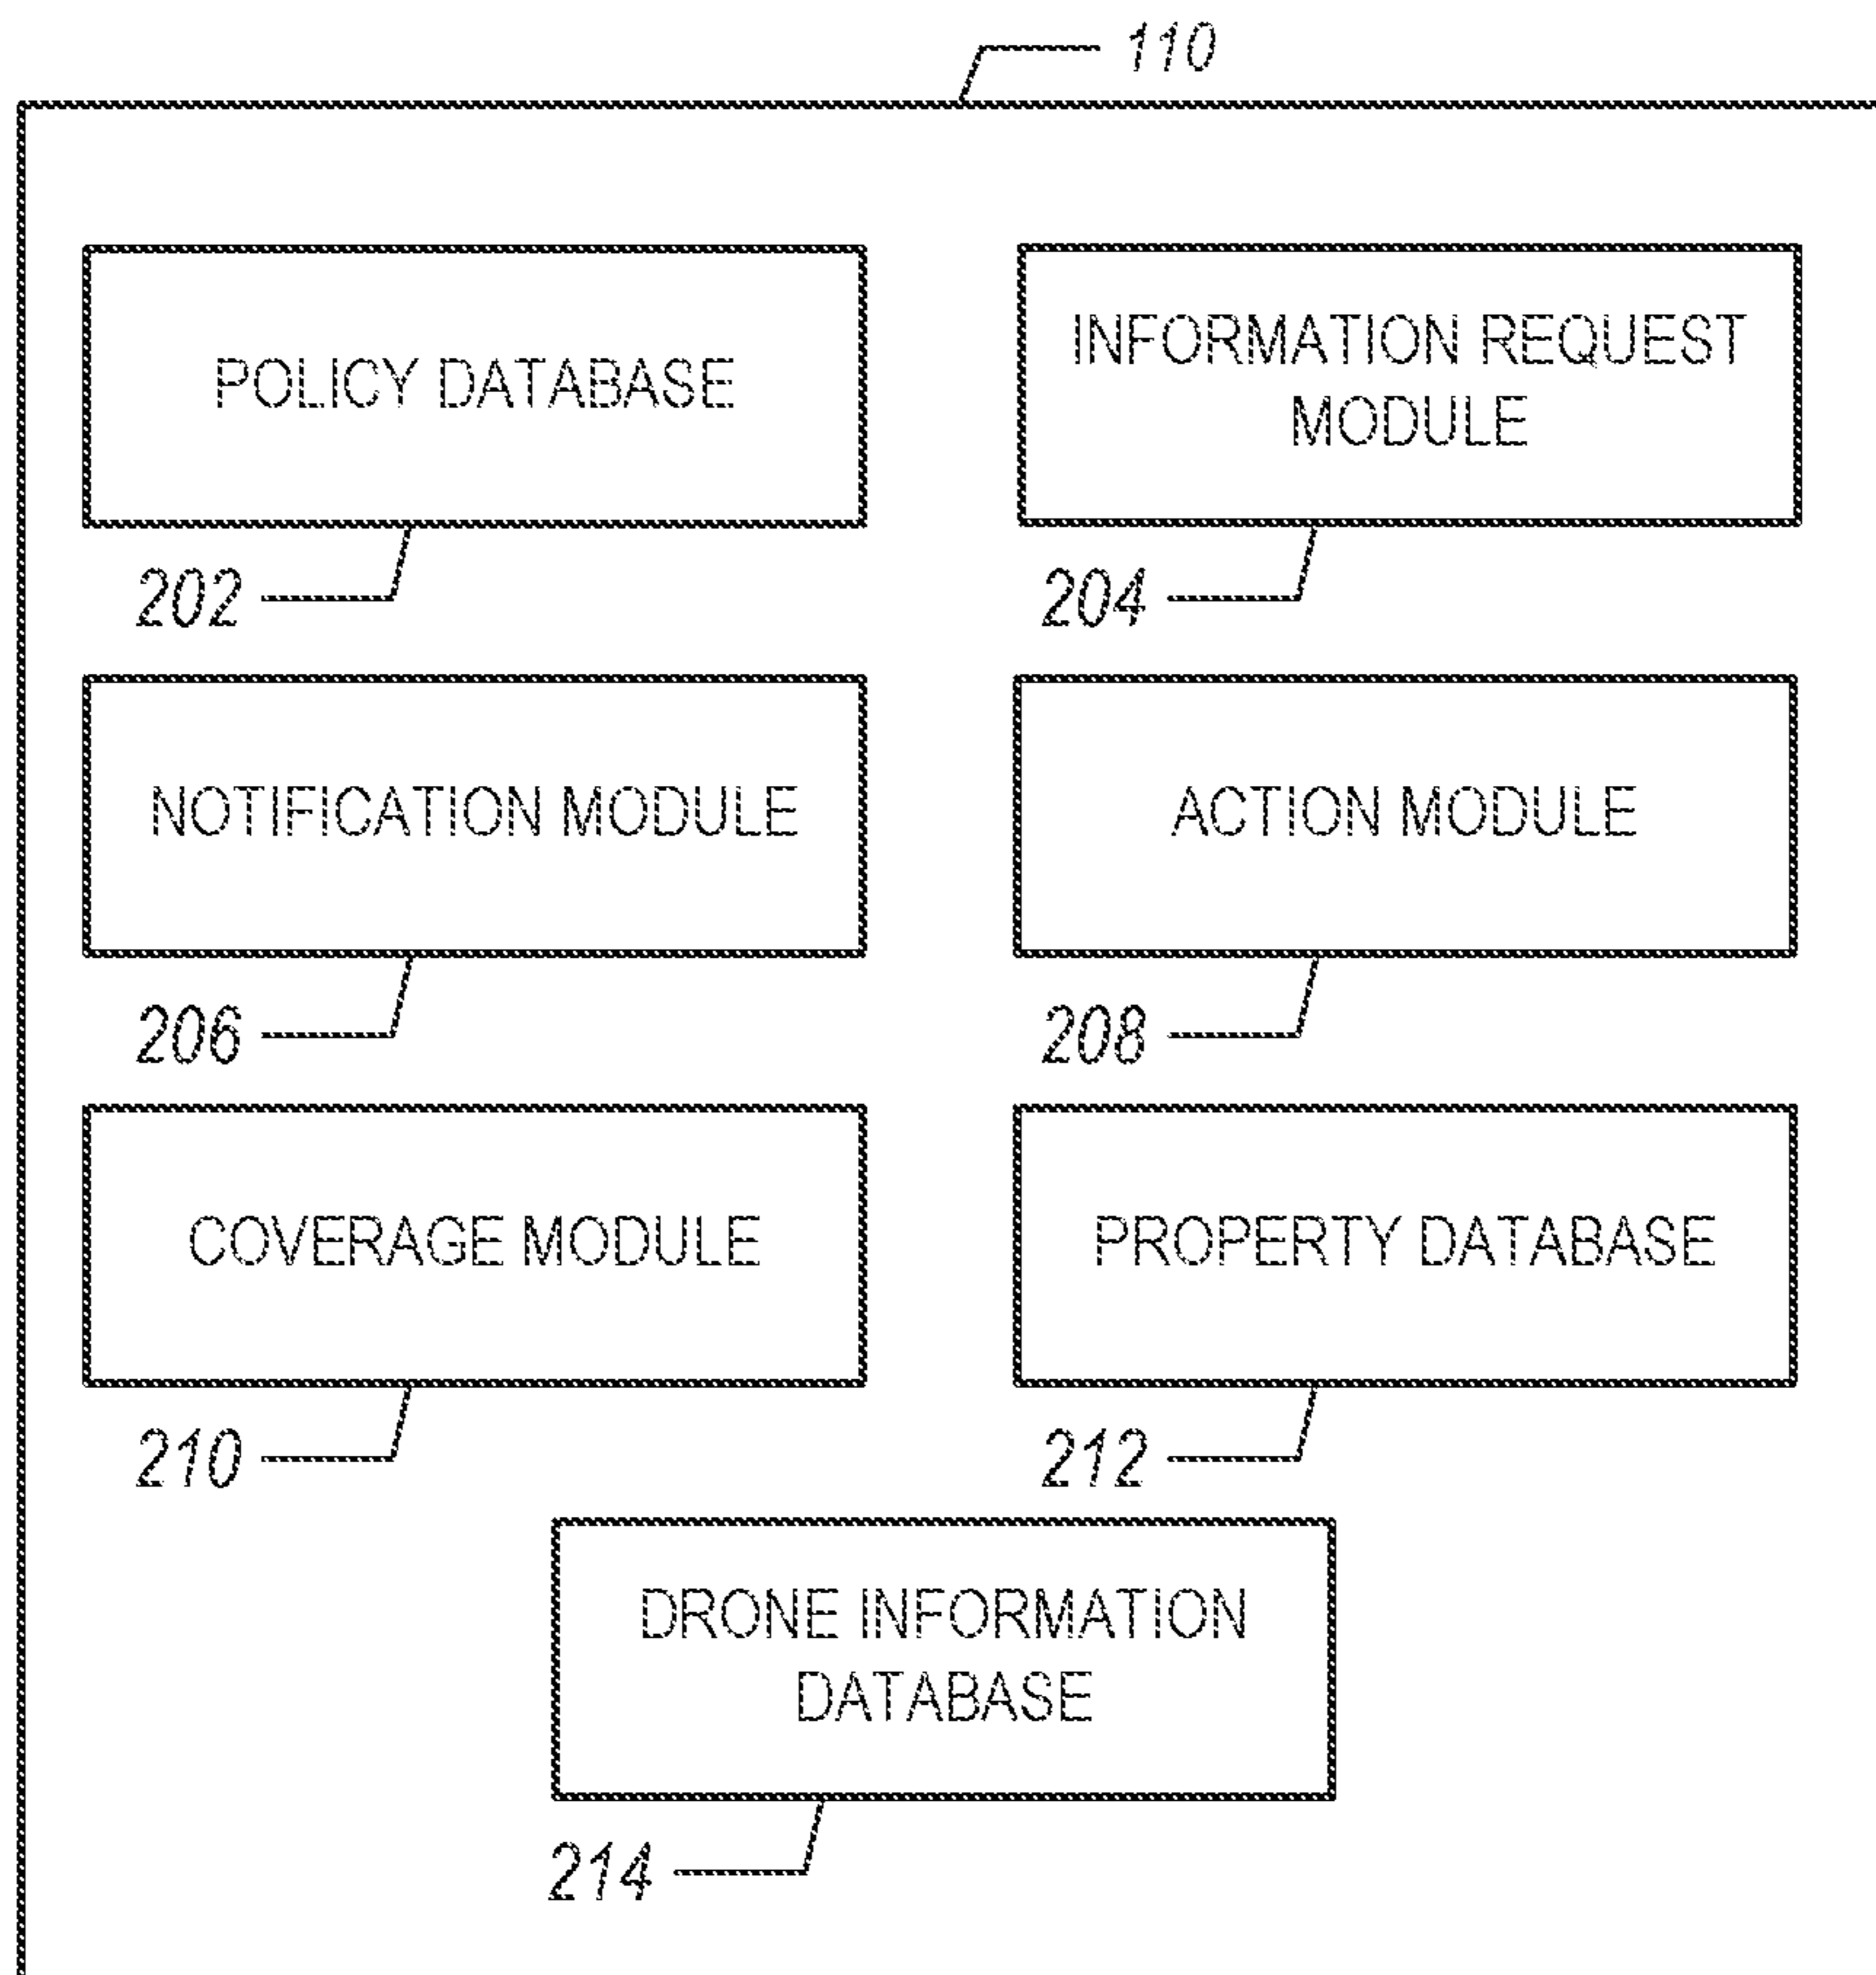 110
POLICY DATABASE
INFORMATION REQUEST
MODULE
202
204
NOTIFICATION MODULE
ACTION MODULE
206
208
COVERAGE MODULE
PROPERTY DATABASE
210
212
DRONE INFORMATION
DATABASE
214